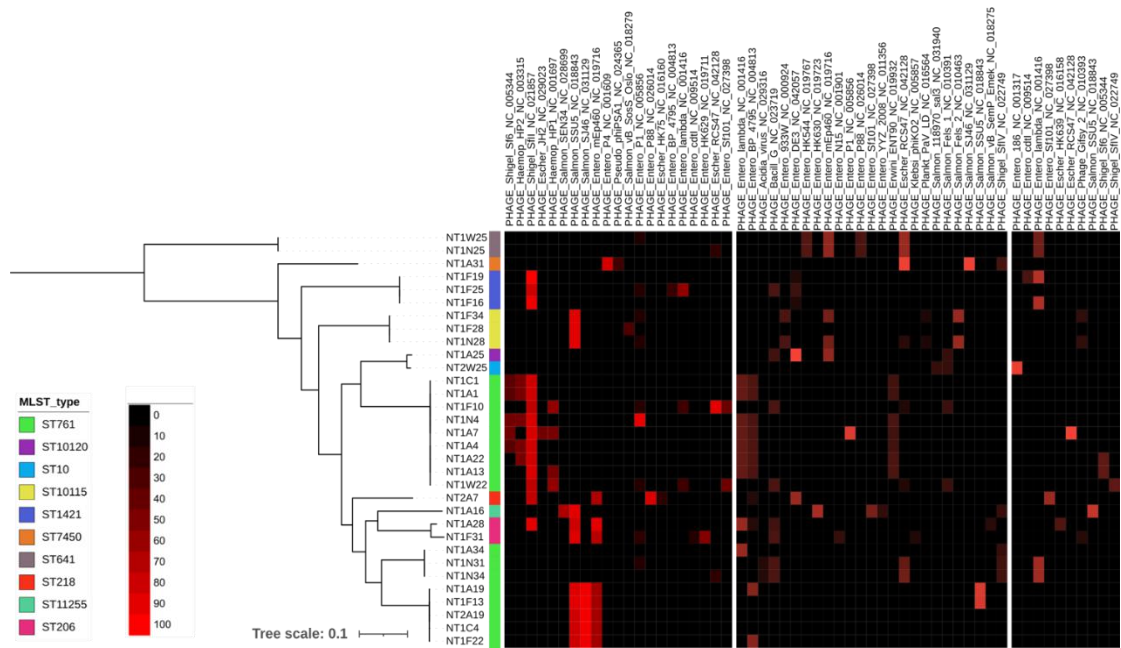 PHAGE_Shigel_Sf6_NC_005344
PHAGE_Haemop_HP2_NC_003315
PHAGE_Shigel_SfII_NC_021857
PHAGE_Escher_JH2_NC_029023
PHAGE_Haemop_HP1_NC_001697
PHAGE_Salmon_SEN34_NC_028699
PHAGE_Salmon_SSU5_NC_018843
PHAGE_Salmon_SJ46_NC_031129
PHAGE_Entero_mEp460_NC_019716
PHAGE_Entero_P4_NC_001609
PHAGE_Pseudo_phiPSA1_NC_024365
PHAGE_Salmon_vB_SosS_Oslo_NC_018279
PHAGE_Entero_P1_NC_005856
PHAGE_Escher_HK75_NC_016160
PHAGE_Entero_P88_NC_026014
PHAGE_Entero_BP_4795_NC_004813
PHAGE_Entero_lambda_NC_001416
PHAGE_Entero_cdtI_NC_009514
PHAGE_Entero_HK629_NC_019711
PHAGE_Escher_RCS47_NC_042128
PHAGE_Entero_Sf101_NC_027398
PHAGE_Entero_lambda_NC_001416
PHAGE_Entero_BP_4795_NC_004813
PHAGE_Acidia_virus_NC_029316
PHAGE_Bacill_G_NC_023719
PHAGE_Entero_933W_NC_000924
PHAGE_Entero_DE3_NC_042057
PHAGE_Entero_HK544_NC_019767
PHAGE_Entero_HK630_NC_019723
PHAGE_Entero_mEp460_NC_019716
PHAGE_Entero_N15_NC_001901
PHAGE_Entero_P1_NC_005856
PHAGE_Entero_P88_NC_026014
PHAGE_Entero_Sf101_NC_027398
PHAGE_Entero_YYZ_2008_NC_011356
PHAGE_Erwini_ENT90_NC_019932
PHAGE_Escher_RCS47_NC_042128
PHAGE_Klebsi_phiKO2_NC_005857
PHAGE_Plankt_PaV_LD_NC_016564
PHAGE_Salmon_118970_sal3_NC_031940
PHAGE_Salmon_Fels_1_NC_010391
PHAGE_Salmon_Fels_2_NC_010463
PHAGE_Salmon_SJ46_NC_031129
PHAGE_Salmon_SSU5_NC_018843
PHAGE_Salmon_vB_SemP_Emek_NC_018275
PHAGE_Shigel_SfIV_NC_022749
PHAGE_Entero_186_NC_001317
PHAGE_Entero_cdtI_NC_009514
PHAGE_Entero_lambda_NC_001416
PHAGE_Entero_Sf101_NC_027398
PHAGE_Escher_HK639_NC_016158
PHAGE_Escher_RCS47_NC_042128
PHAGE_Phage_Gifsy_2_NC_010393
PHAGE_Salmon_SSU5_NC_018843
PHAGE_Shigel_Sf6_NC_005344
PHAGE_Shigel_SfIV_NC_022749
NT1W25
NT1N25
NT1A31
NT1F19
NT1F25
NT1F16
NT1F34
NT1F28
NT1N28
NT1A25
NT2W25
NT1C1
NT1A1
NT1F10
NT1N4
NT1A7
NT1A4
NT1A22
NT1A13
NT1W22
NT2A7
NT1A16
NT1A28
NT1F31
NT1A34
NT1N31
NT1N34
NT1A19
NT1F13
NT2A19
NT1C4
NT1F22
MLST_type
ST761
ST10120
ST10
ST10115
ST1421
ST7450
ST641
ST218
ST11255
ST206
0
10
20
30
40
50
60
70
80
90
100
Tree scale: 0.1